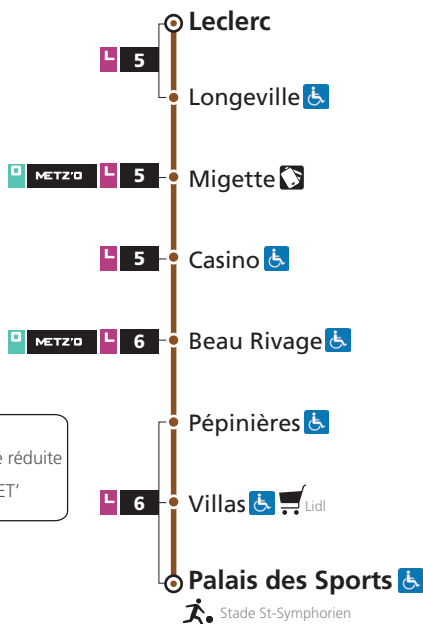 Leclerc
L 5
Longeville
METZ'O L 5 Migette
L 5 Casino
METZ'O L 6 Beau Rivage
Pépinières
réduite
ET'
L 6 Villas Lidl
Palais des Sports
Stade St-Symphorien